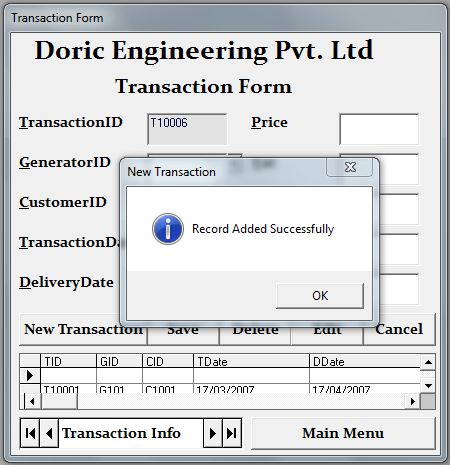 Transaction Form
Doric Engineering Pvt. Ltd
Transaction Form
TransactionID T10006 Price
GeneratorID
New Transaction
CustomerID
Record Added Successfully
TransactionDa
DeliveryDate
OK
New Transaction Save Delete Edit Cancel
TID GID CID TDate DDate
T10001 G101 C1001 17/03/2007 17/04/2007
Transaction Info Main Menu